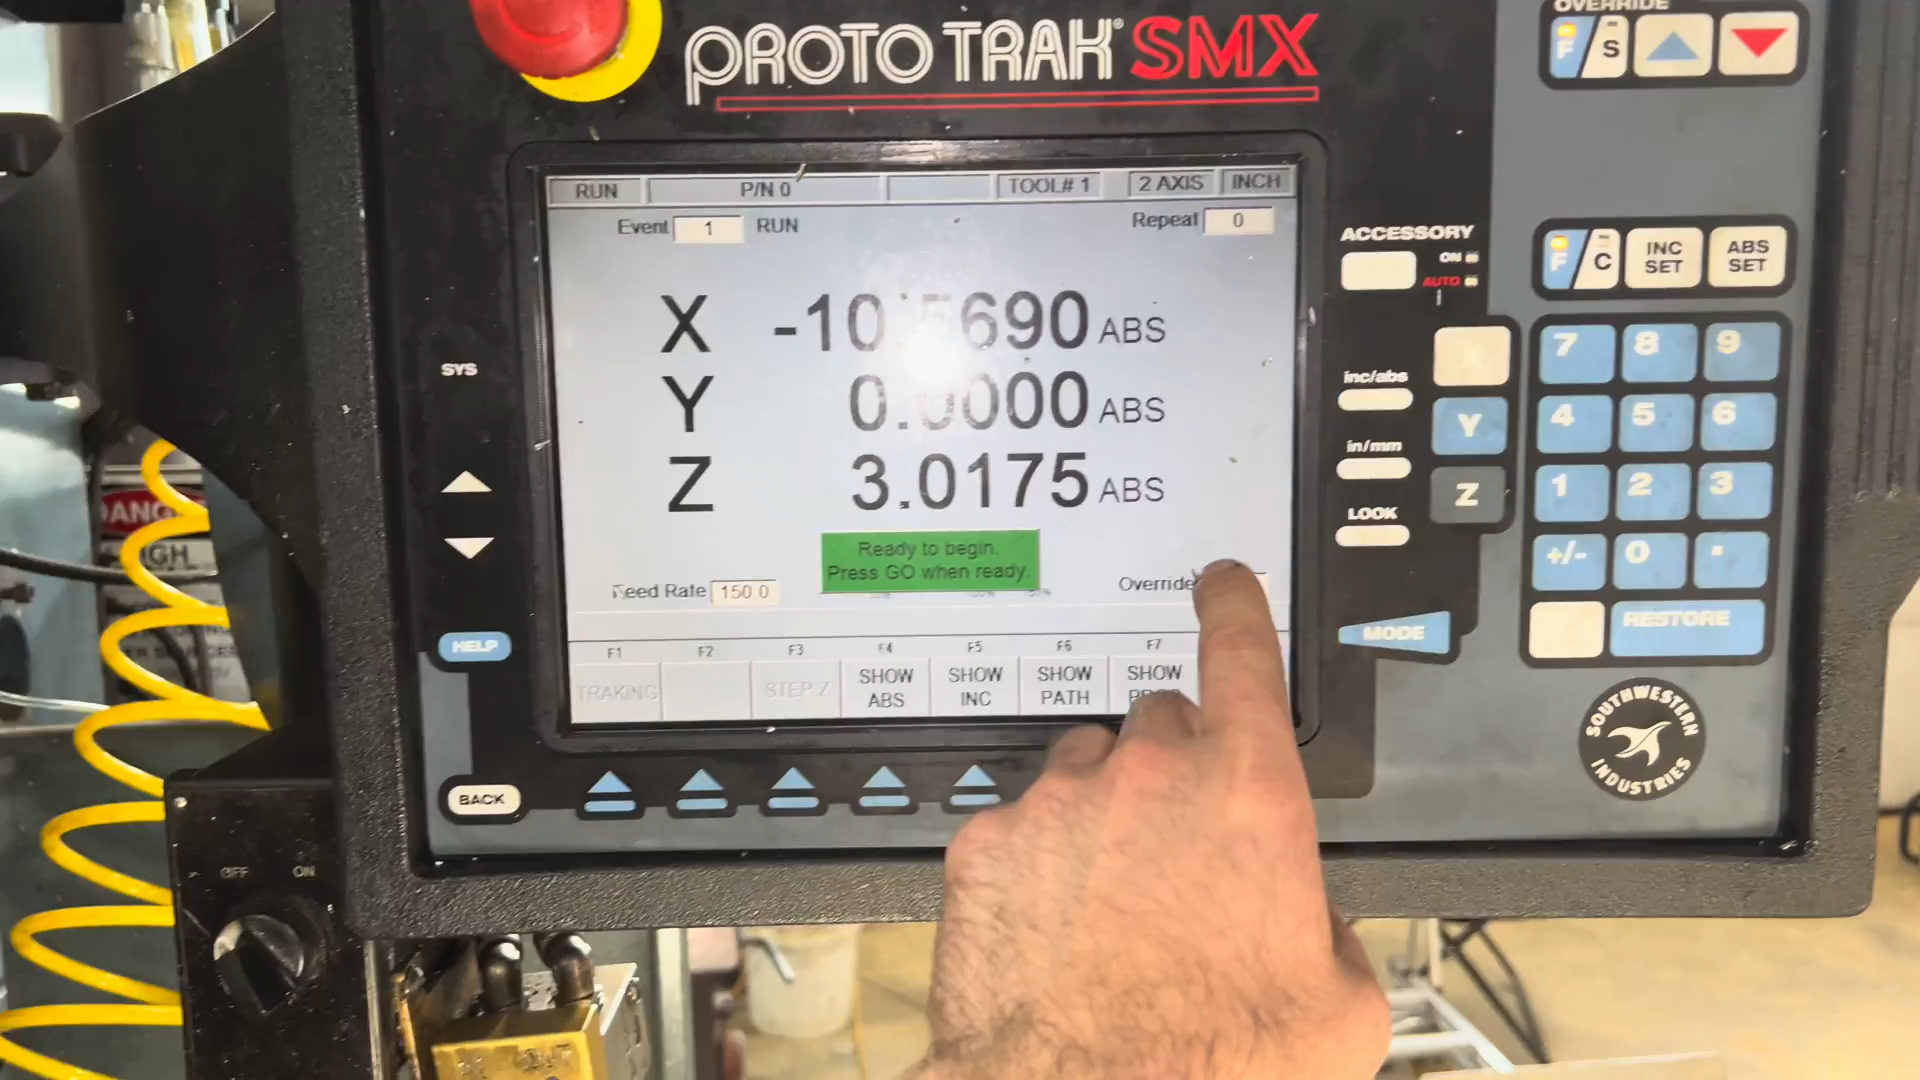 OVERRIDE
PROTO TRAK® SMX
F S
RUN P/N 0 TOOL# 1 2 AXIS INCH
Event 1 RUN Repeat 0
ACCESSORY
ON
AUTO
F C INC SET ABS SET
X -10.5690 ABS
Y 0.0000 ABS
Z 3.0175 ABS
SYS
inc/abs
in/mm
LOOK
Y
Z
7 8 9
4 5 6
1 2 3
+/- 0 .
RESTORE
MODE
Ready to begin.
Press GO when ready.
Feed Rate 150.0 Override
HELP
F1 F2 F3 F4 F5 F6 F7
TRAKING STEP Z SHOW ABS SHOW INC SHOW PATH SHOW
BACK
SOUTHWESTERN INDUSTRIES
DANG
OFF ON
OUT